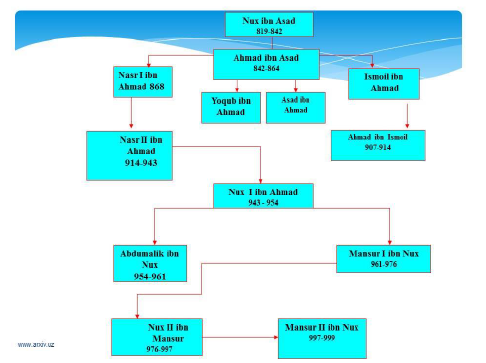 Nux ibn Asad
819-842
Ahmad ibn Asad
842-864
Nasr I ibn
Ahmad 868
Ismoil ibn
Ahmad
Yoqub ibn
Ahmad
Asad ibn
Ahmad
Nasr II ibn
Ahmad
914-943
Ahmad ibn Ismoil
907-914
Nux I ibn Ahmad
943 - 954
Abdumalik ibn
Nux
954-961
Mansur I ibn Nux
961-976
Nux II ibn
Mansur
976-997
Mansur II ibn Nux
997-999
www.arxiv.uz